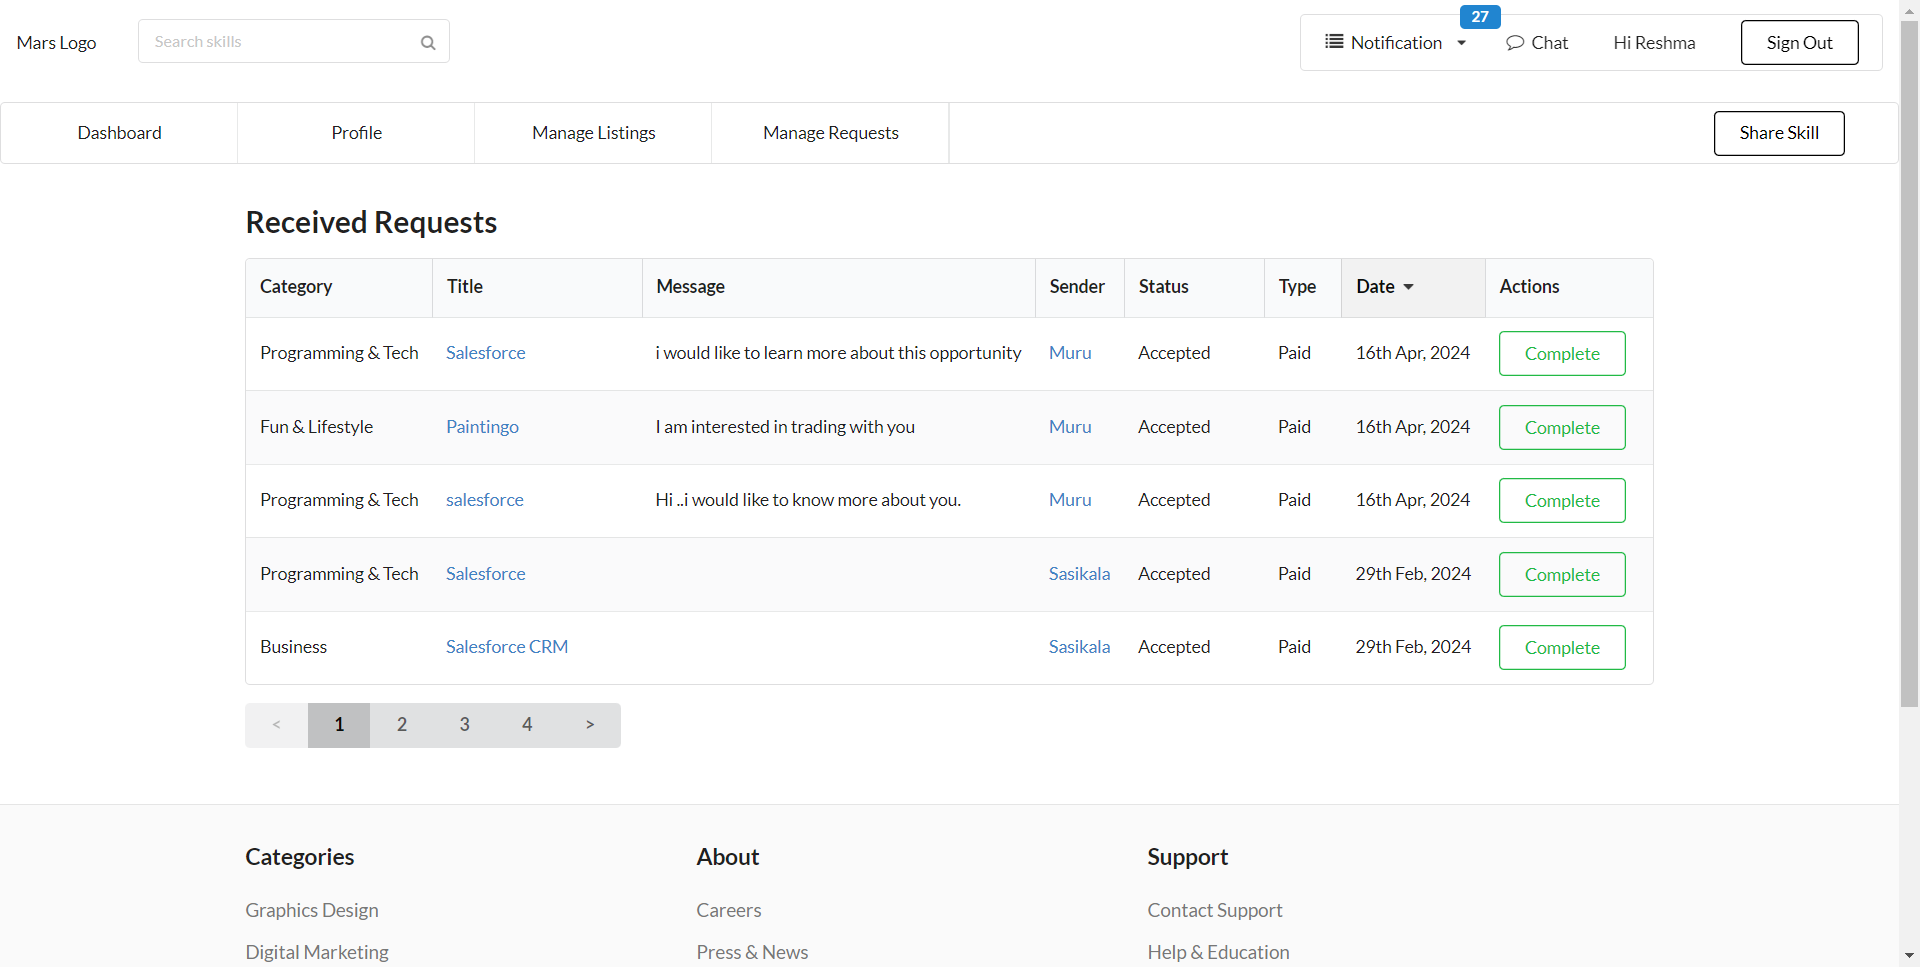 Mars Logo
Search skills
27
Notification
Chat
Hi Reshma
Sign Out
Dashboard
Profile
Manage Listings
Manage Requests
Share Skill
Received Requests
Category Title Message Sender Status Type Date Actions
Programming & Tech Salesforce i would like to learn more about this opportunity Muru Accepted Paid 16th Apr, 2024 Complete
Fun & Lifestyle Paintingo I am interested in trading with you Muru Accepted Paid 16th Apr, 2024 Complete
Programming & Tech salesforce Hi ..i would like to know more about you. Muru Accepted Paid 16th Apr, 2024 Complete
Programming & Tech Salesforce Sasikala Accepted Paid 29th Feb, 2024 Complete
Business Salesforce CRM Sasikala Accepted Paid 29th Feb, 2024 Complete
< 1 2 3 4 >
Categories About Support
Graphics Design Careers Contact Support
Digital Marketing Press & News Help & Education